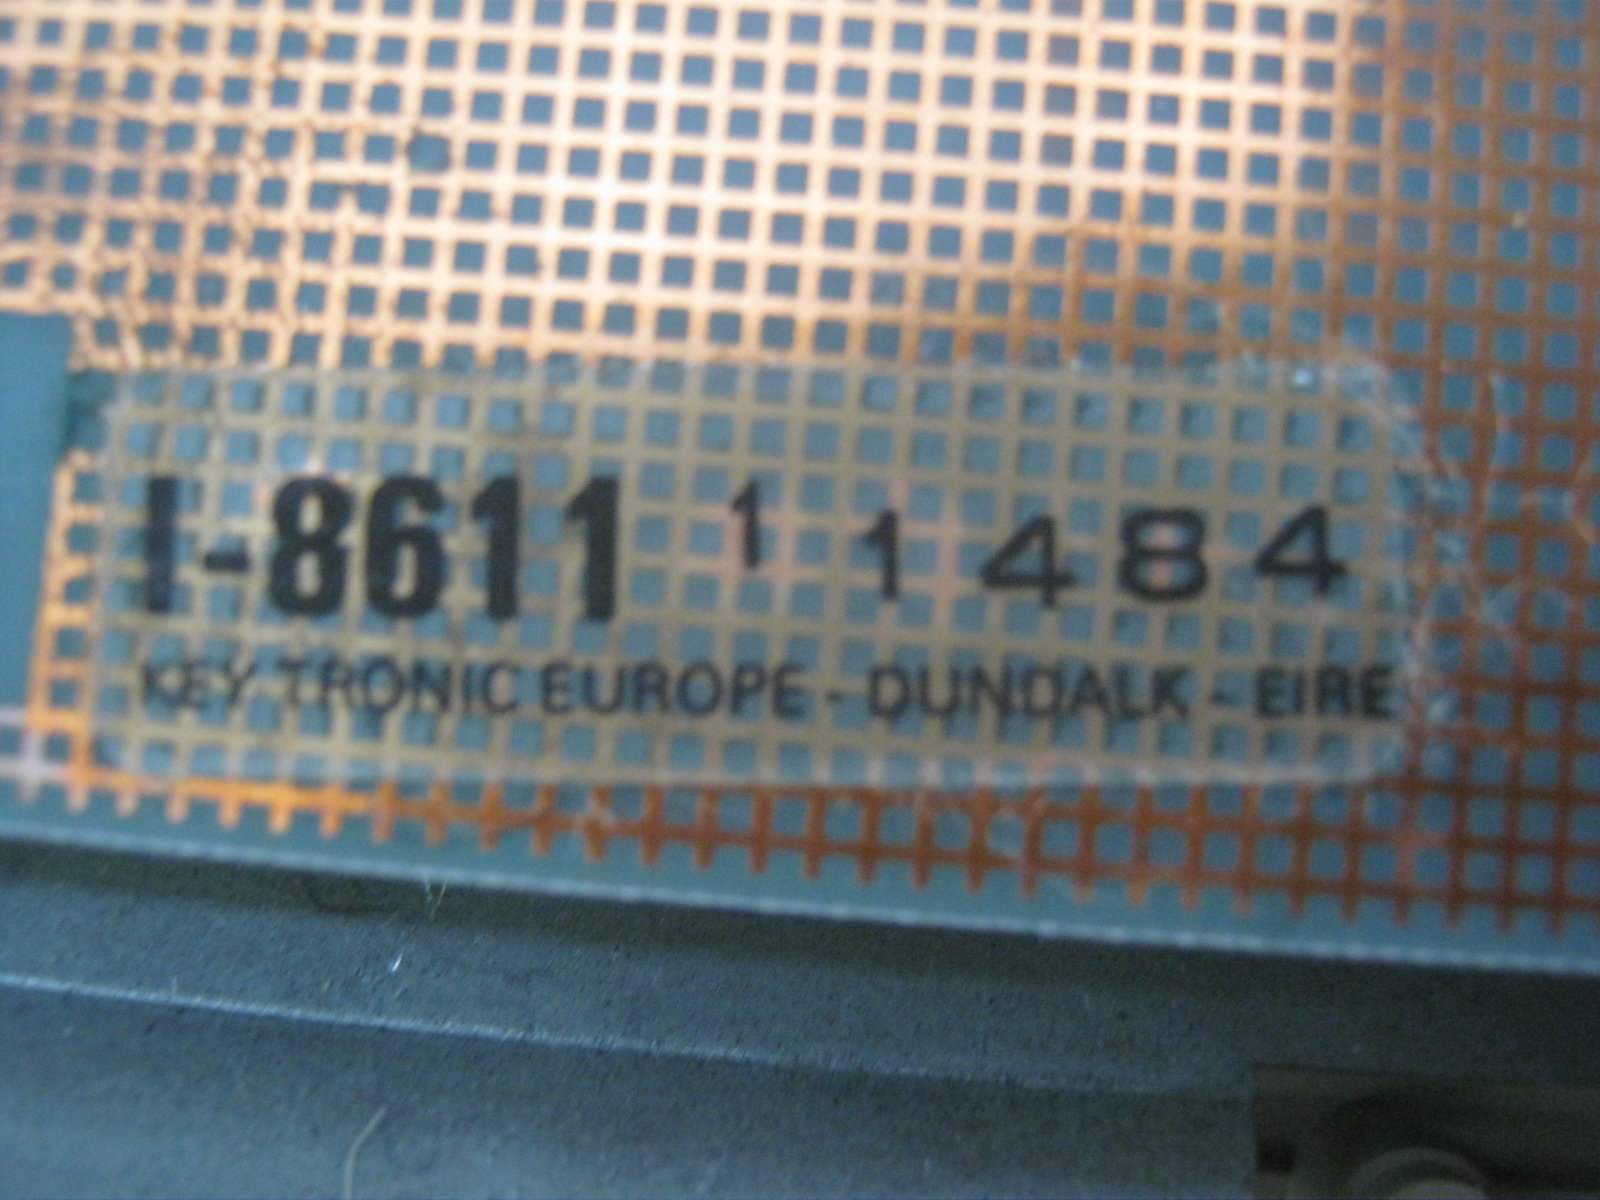 I-8611 1 1484
KEY TRONIC EUROPE - DUNDALK - EIRE